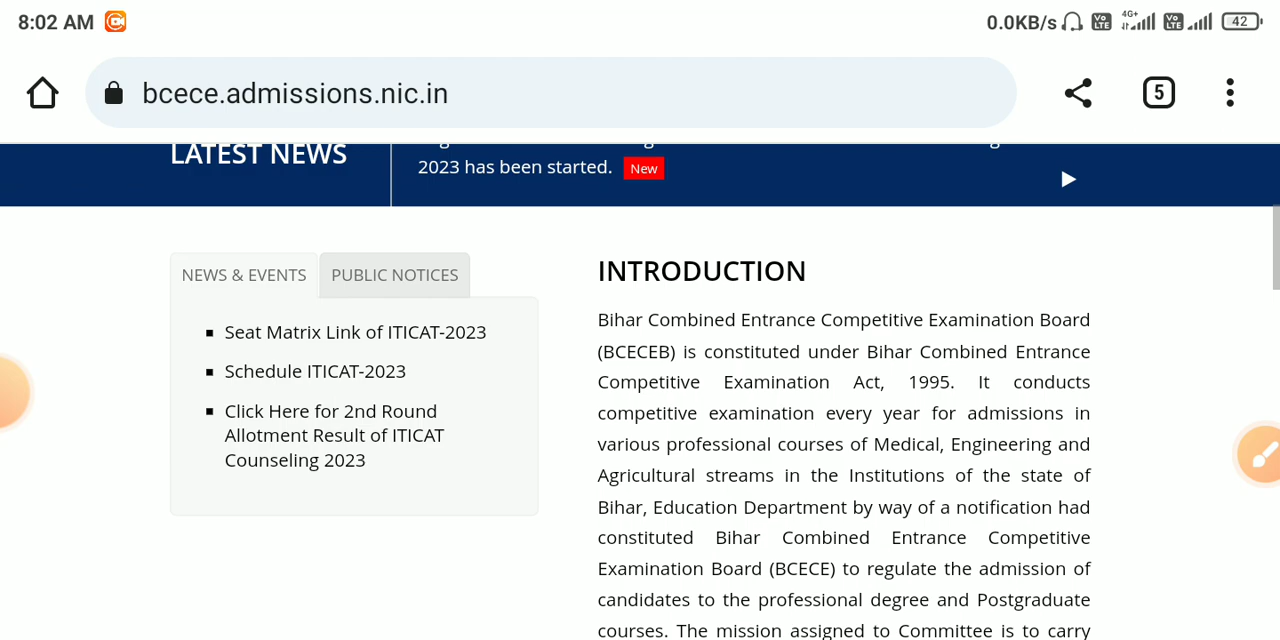 8:02 AM
0.0KB/s
Vo LTE
4G+
Vo LTE
42
bcece.admissions.nic.in
5
LATEST NEWS
2023 has been started. New
NEWS & EVENTS
PUBLIC NOTICES
Seat Matrix Link of ITICAT-2023
Schedule ITICAT-2023
Click Here for 2nd Round
Allotment Result of ITICAT
Counseling 2023
INTRODUCTION
Bihar Combined Entrance Competitive Examination Board
(BCECEB) is constituted under Bihar Combined Entrance
Competitive Examination Act, 1995. It conducts
competitive examination every year for admissions in
various professional courses of Medical, Engineering and
Agricultural streams in the Institutions of the state of
Bihar, Education Department by way of a notification had
constituted Bihar Combined Entrance Competitive
Examination Board (BCECE) to regulate the admission of
candidates to the professional degree and Postgraduate
courses. The mission assigned to Committee is to carry